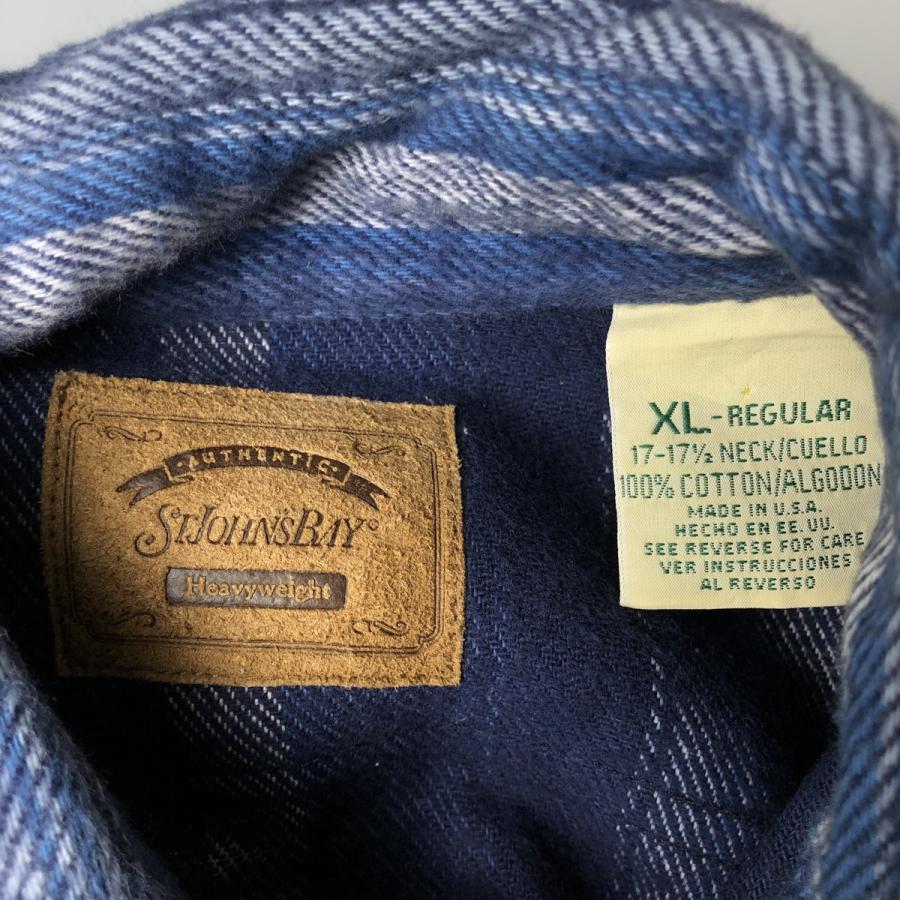 AUTHENTIC
ST. JOHN'S BAY®
Heavyweight
XL-REGULAR
17-17½ NECK/CUELLO
100% COTTON/ALGODON
MADE IN U.S.A.
HECHO EN EE. UU.
SEE REVERSE FOR CARE
VER INSTRUCCIONES
AL REVERSO